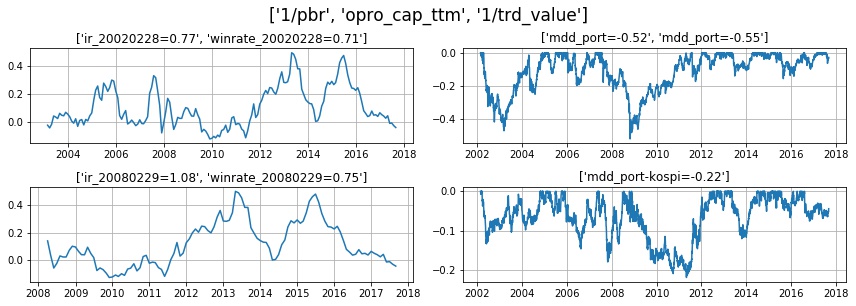 ['1/pbr', 'opro_cap_ttm', '1/trd_value']
['ir_20020228=0.77', 'winrate_20020228=0.71']
0.4
0.2
0.0
2004 2006 2008 2010 2012 2014 2016 2018
['mdd_port=-0.52', 'mdd_port=-0.55']
0.0
−0.2
−0.4
2002 2004 2006 2008 2010 2012 2014 2016 2018
['ir_20080229=1.08', 'winrate_20080229=0.75']
0.4
0.2
0.0
2008 2009 2010 2011 2012 2013 2014 2015 2016 2017 2018
['mdd_port-kospi=-0.22']
0.0
−0.1
−0.2
2002 2004 2006 2008 2010 2012 2014 2016 2018